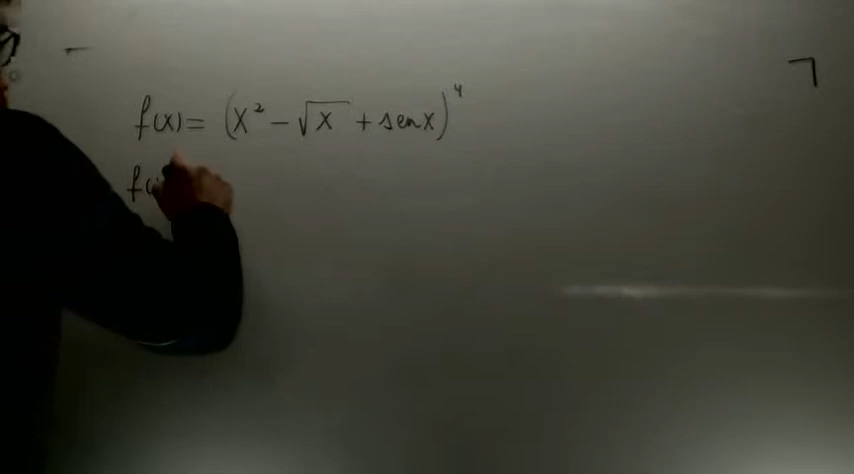 f(x) = (x² - √x + sen x)⁴
f(